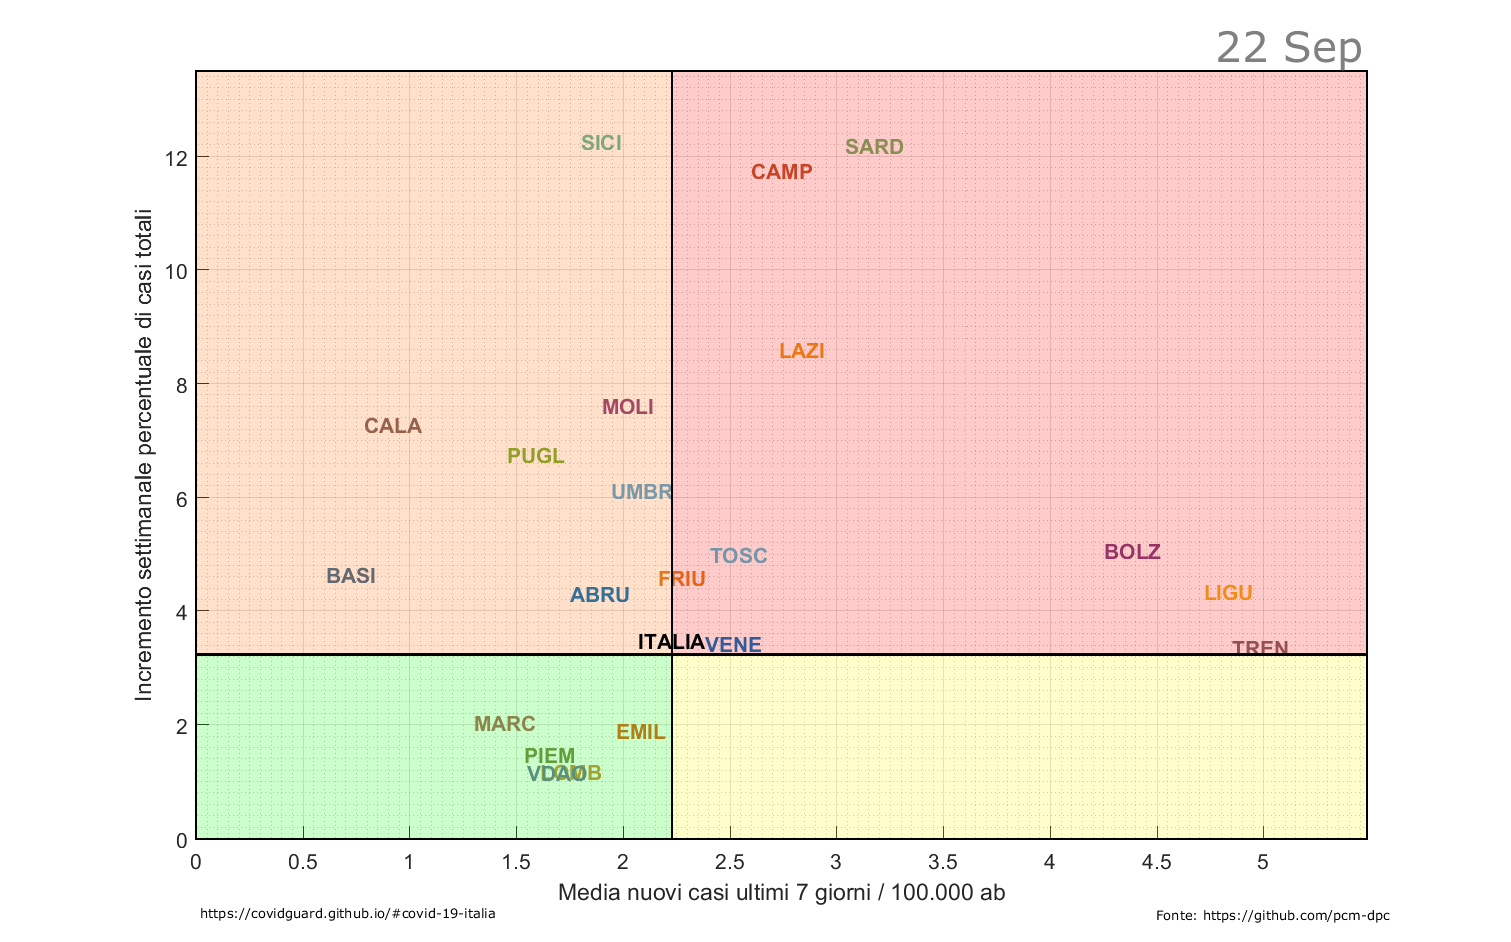 22 Sep
Incremento settimanale percentuale di casi totali
12
10
8
6
4
2
0
SICI
SARD
CAMP
LAZI
MOLI
CALA
PUGL
UMBR
TOSC
BOLZ
BASI
FRIU
ABRU
LIGU
ITALIA
VENE
TREN
MARC
EMIL
PIEM
VDAO
LOMB
0 0.5 1 1.5 2 2.5 3 3.5 4 4.5 5
Media nuovi casi ultimi 7 giorni / 100.000 ab
https://covidguard.github.io/#covid-19-italia
Fonte: https://github.com/pcm-dpc